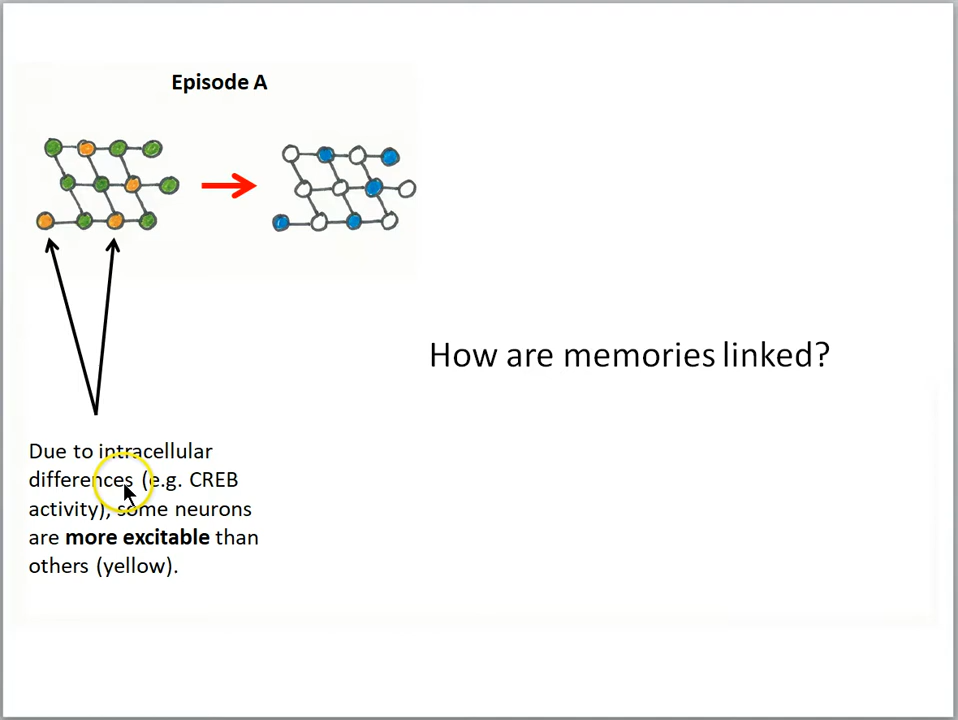 Episode A
How are memories linked?
Due to intracellular
differences (e.g. CREB
activity), some neurons
are more excitable than
others (yellow).